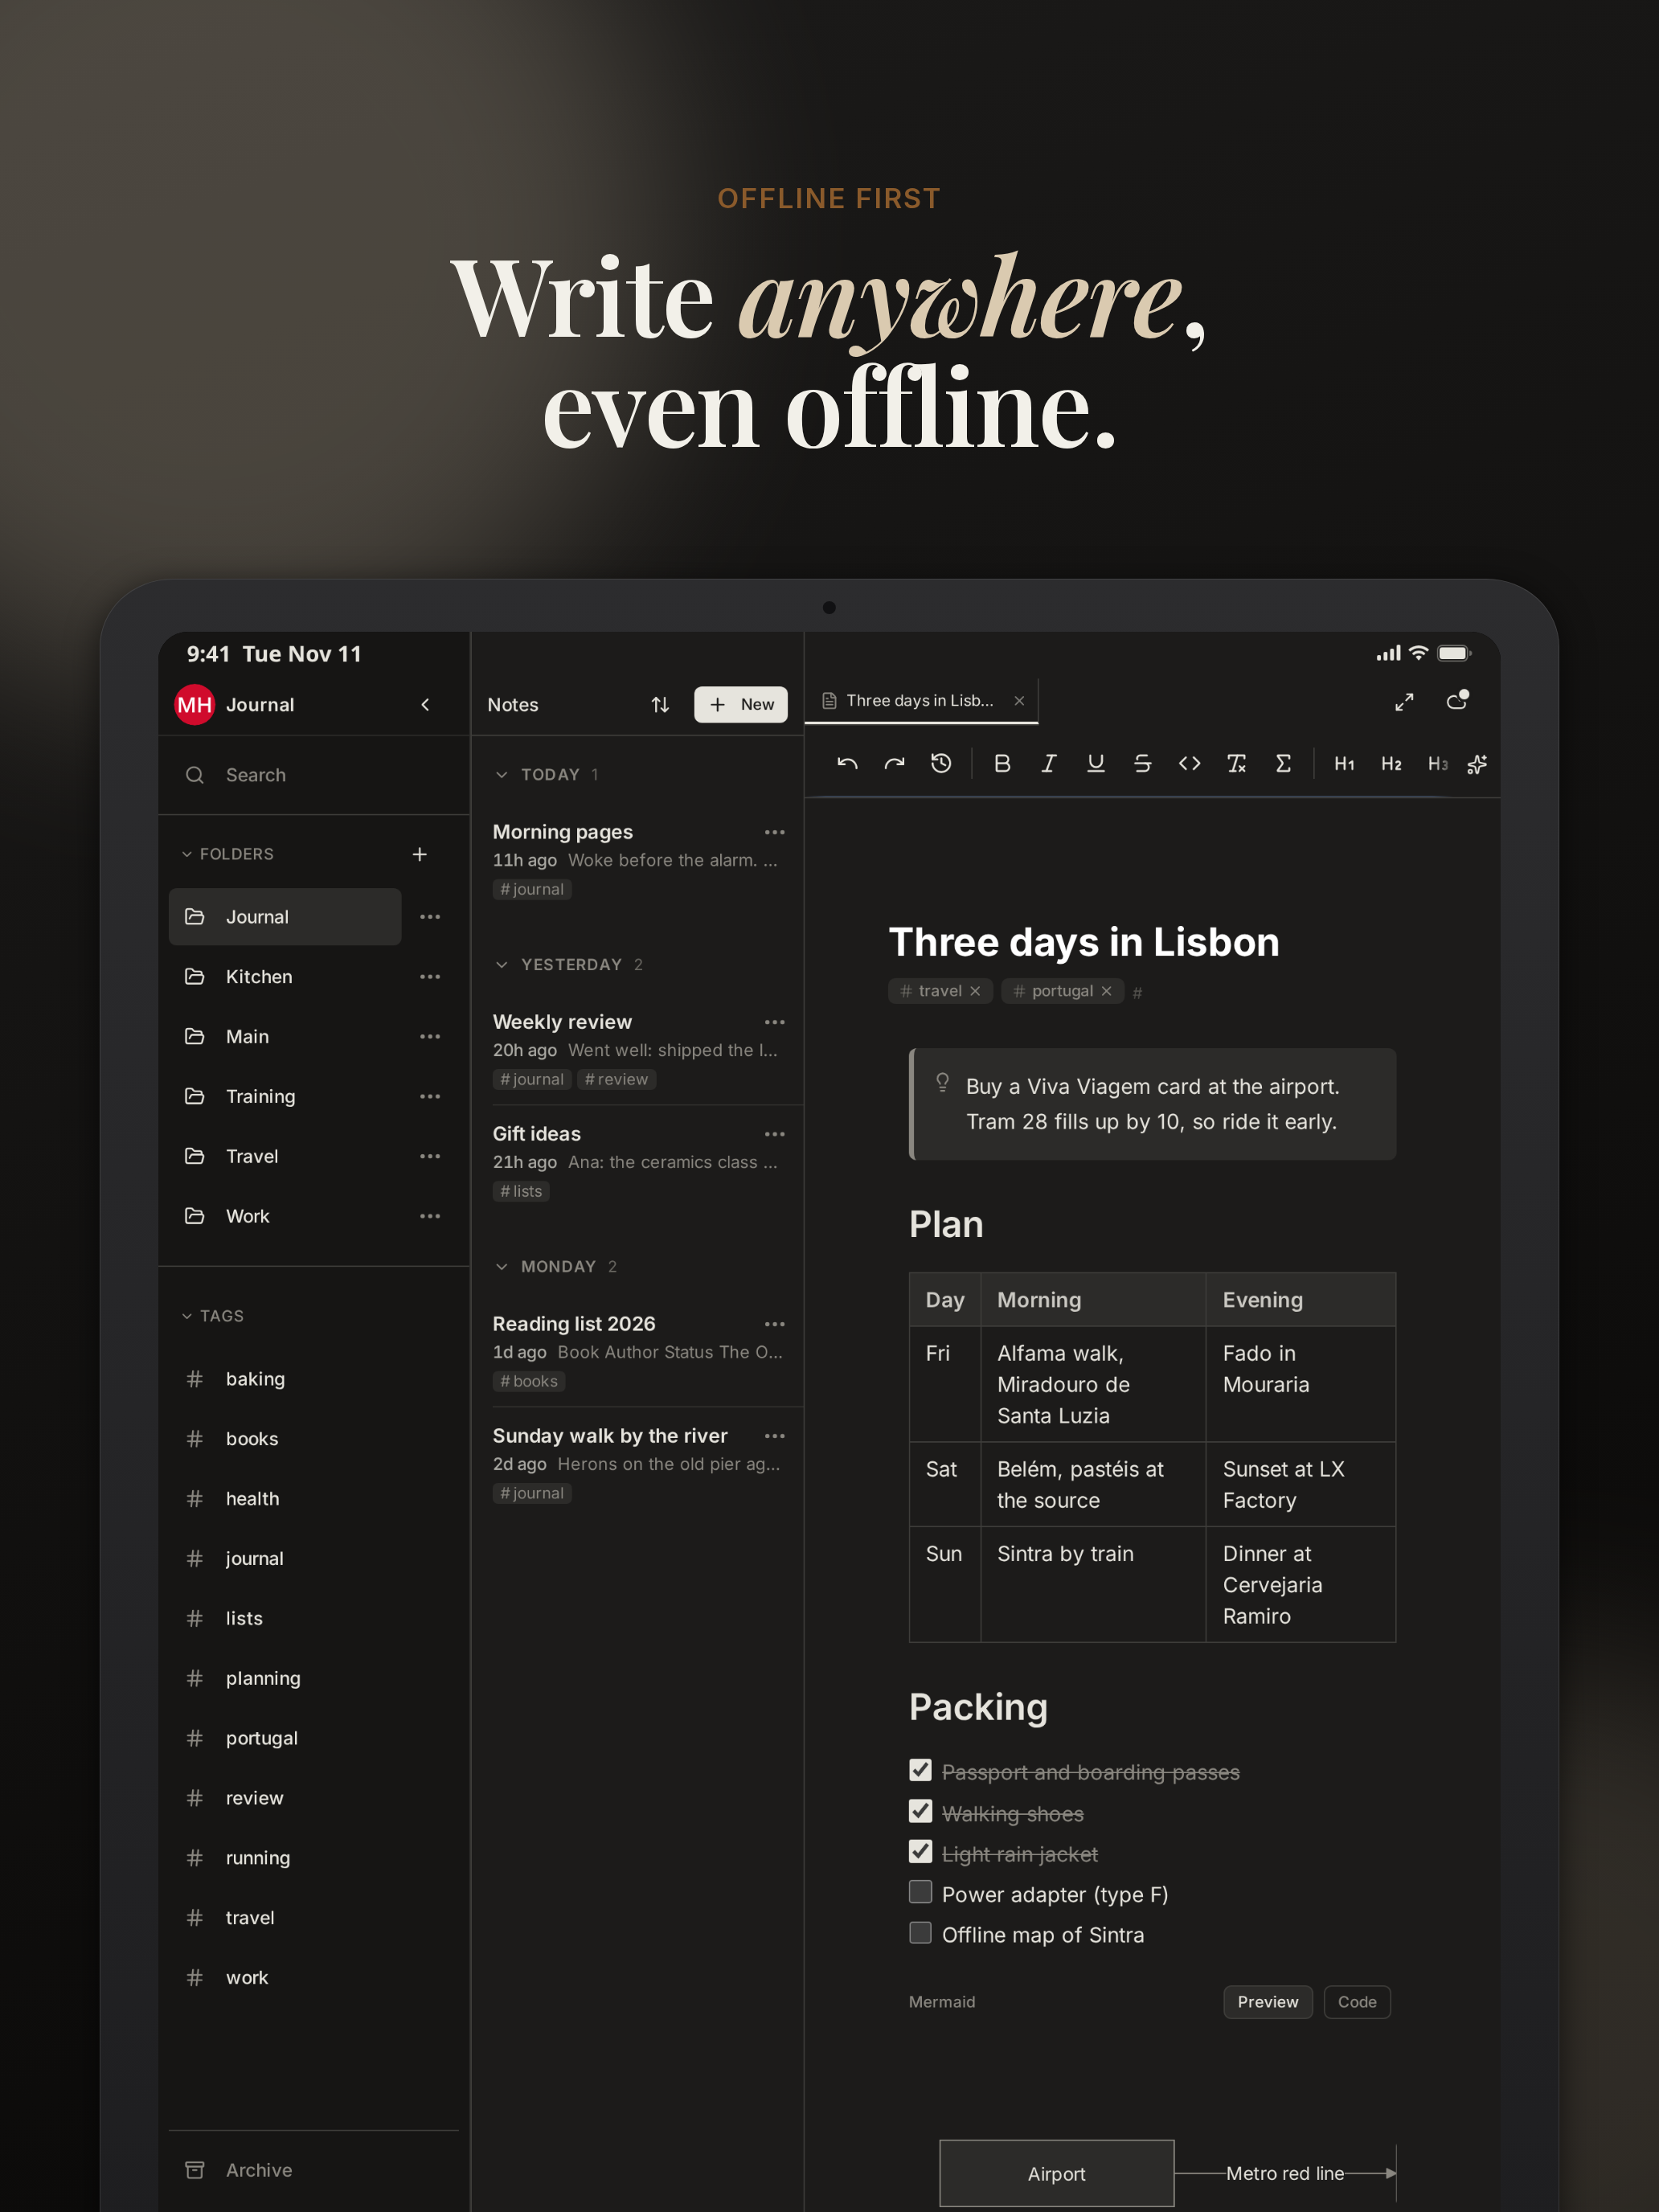 OFFLINE FIRST
Write anywhere,
even offline.
9:41 Tue Nov 11
MH Journal
Search
FOLDERS
Journal
Kitchen
Main
Training
Travel
Work
TAGS
# baking
# books
# health
# journal
# lists
# planning
# portugal
# review
# running
# travel
# work
Archive
Notes
New
TODAY 1
Morning pages
11h ago Woke before the alarm. ...
#journal
YESTERDAY 2
Weekly review
20h ago Went well: shipped the l...
#journal #review
Gift ideas
21h ago Ana: the ceramics class ...
#lists
MONDAY 2
Reading list 2026
1d ago Book Author Status The O...
#books
Sunday walk by the river
2d ago Herons on the old pier ag...
#journal
Three days in Lisb...
B I U S <> Tx Σ H1 H2 H3
Three days in Lisbon
# travel × # portugal × #
Buy a Viva Viagem card at the airport.
Tram 28 fills up by 10, so ride it early.
Plan
Day Morning Evening
Fri Alfama walk, Fado in
Miradouro de Mouraria
Santa Luzia
Sat Belém, pastéis at Sunset at LX
the source Factory
Sun Sintra by train Dinner at
Cervejaria
Ramiro
Packing
Passport and boarding passes
Walking shoes
Light rain jacket
Power adapter (type F)
Offline map of Sintra
Mermaid Preview Code
Airport Metro red line